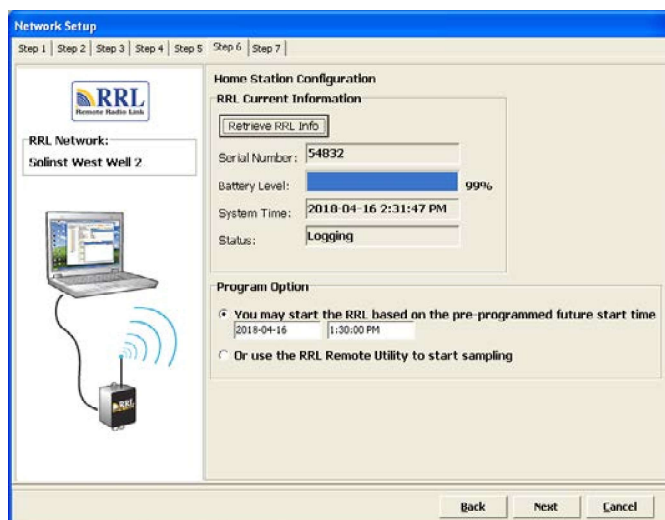 Network Setup
Step 1 Step 2 Step 3 Step 4 Step 5 Step 6 Step 7
RRL
Remote Radio Link
RRL Network:
Solinst West Well 2
Home Station Configuration
RRL Current Information
Retrieve RRL Info
Serial Number: 54832
Battery Level: 99%
System Time: 2018-04-16 2:31:47 PM
Status: Logging
Program Option
You may start the RRL based on the pre-programmed future start time
2018-04-16 1:30:00 PM
Or use the RRL Remote Utility to start sampling
RRL
Back Next Cancel